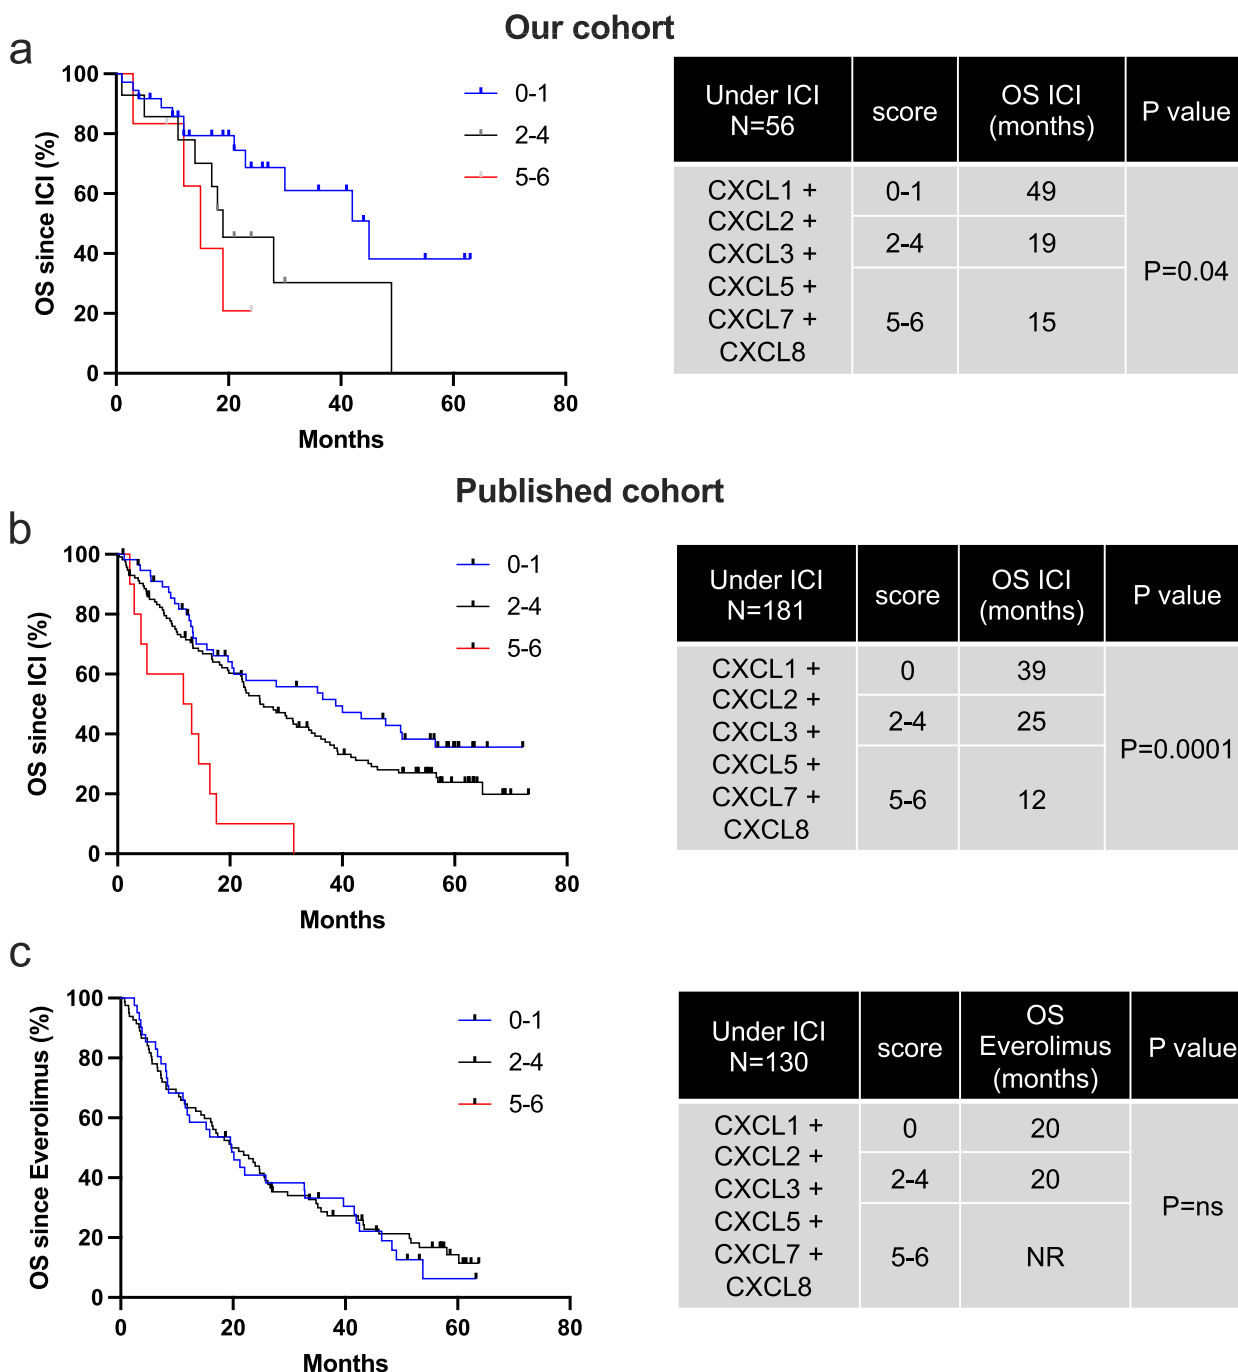 Our cohort
a
100
80
60
40
20
0
OS since ICI (%)
0 20 40 60 80
Months
0-1
2-4
5-6
Under ICI
N=56
score
OS ICI
(months)
P value
CXCL1 +
CXCL2 +
CXCL3 +
CXCL5 +
CXCL7 +
CXCL8
0-1 49
2-4 19
5-6 15
P=0.04
Published cohort
b
100
80
60
40
20
0
OS since ICI (%)
0 20 40 60 80
Months
0-1
2-4
5-6
Under ICI
N=181
score
OS ICI
(months)
P value
CXCL1 +
CXCL2 +
CXCL3 +
CXCL5 +
CXCL7 +
CXCL8
0 39
2-4 25
5-6 12
P=0.0001
c
100
80
60
40
20
0
OS since Everolimus (%)
0 20 40 60 80
Months
0-1
2-4
5-6
Under ICI
N=130
score
OS
Everolimus
(months)
P value
CXCL1 +
CXCL2 +
CXCL3 +
CXCL5 +
CXCL7 +
CXCL8
0 20
2-4 20
5-6 NR
P=ns